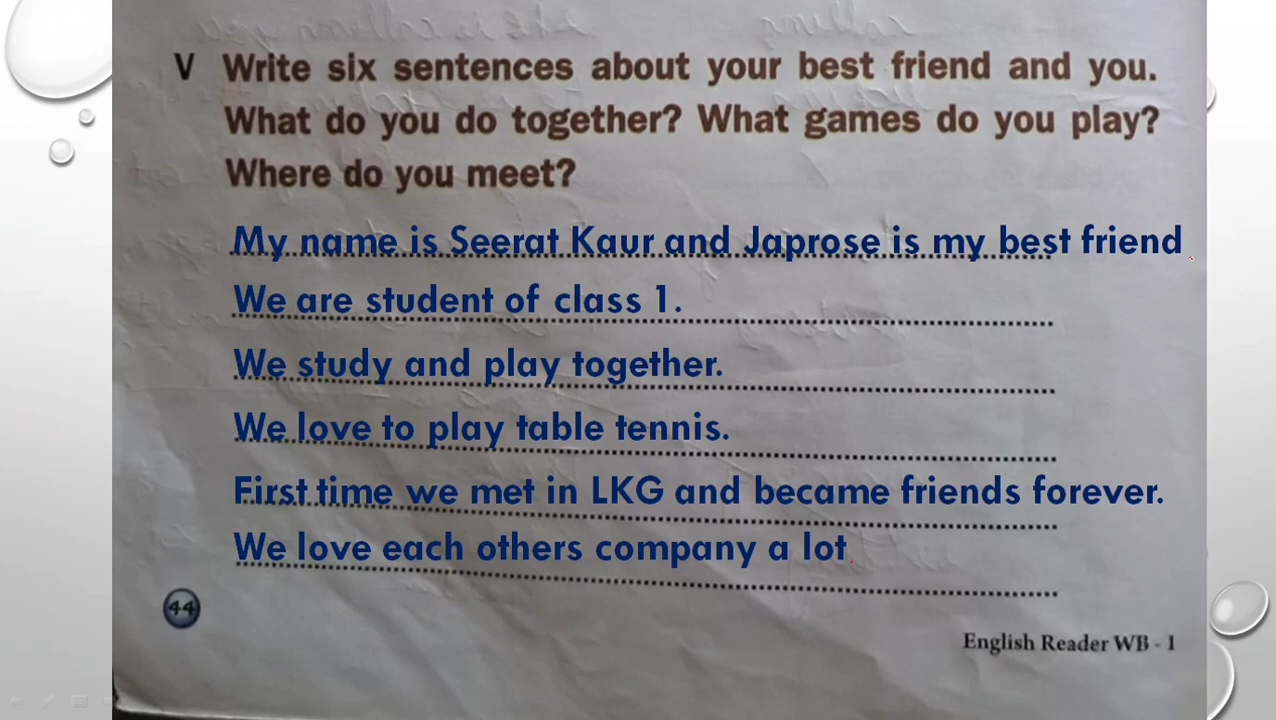 V Write six sentences about your best friend and you.
What do you do together? What games do you play?
Where do you meet?
My name is Seerat Kaur and Japrose is my best friend .
We are student of class 1.
We study and play together.
We love to play table tennis.
First time we met in LKG and became friends forever.
We love each others company a lot .
44
English Reader WB - 1